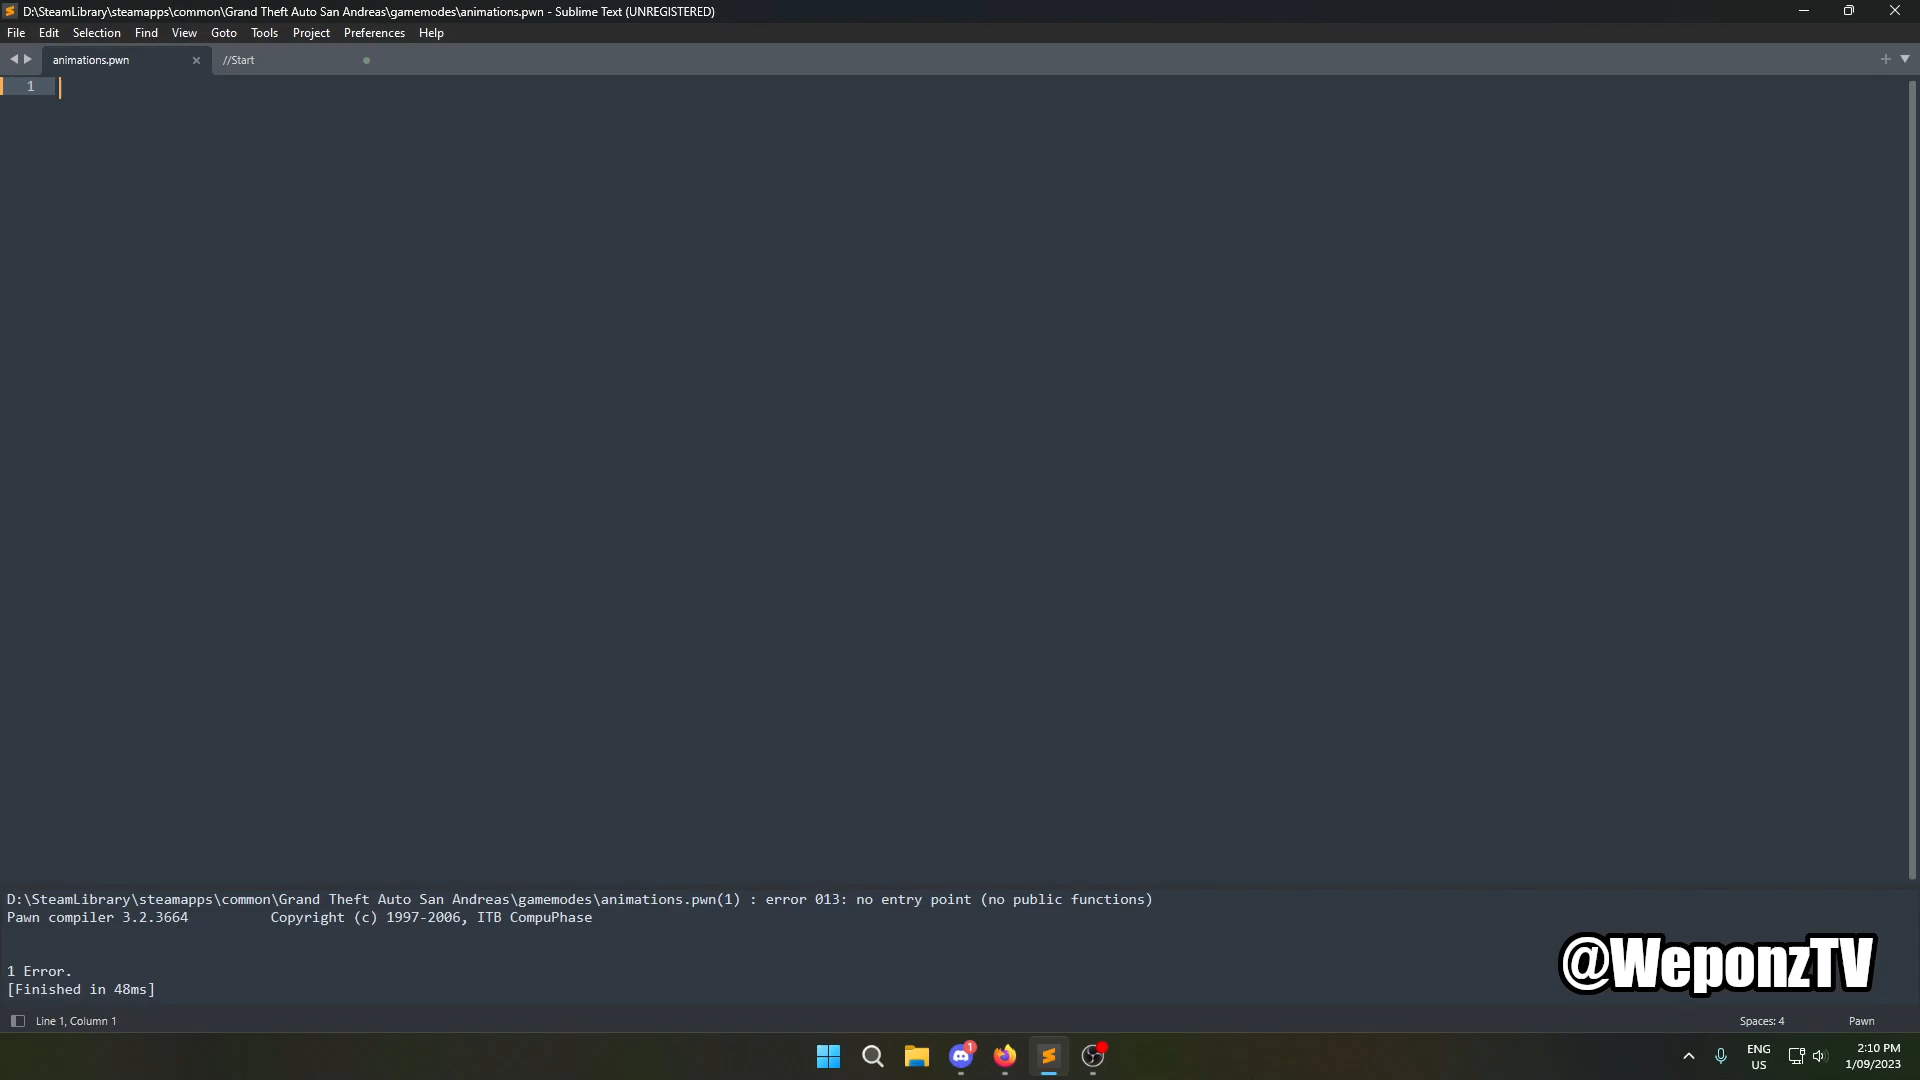 D:\SteamLibrary\steamapps\common\Grand Theft Auto San Andreas\gamemodes\animations.pwn - Sublime Text (UNREGISTERED)
File Edit Selection Find View Goto Tools Project Preferences Help
animations.pwn //Start
1
D:\SteamLibrary\steamapps\common\Grand Theft Auto San Andreas\gamemodes\animations.pwn(1) : error 013: no entry point (no public functions)
Pawn compiler 3.2.3664 Copyright (c) 1997-2006, ITB CompuPhase
1 Error.
[Finished in 48ms]
@WeponzTV
Line 1, Column 1 Spaces: 4 Pawn
1
ENG
US
2:10 PM
1/09/2023